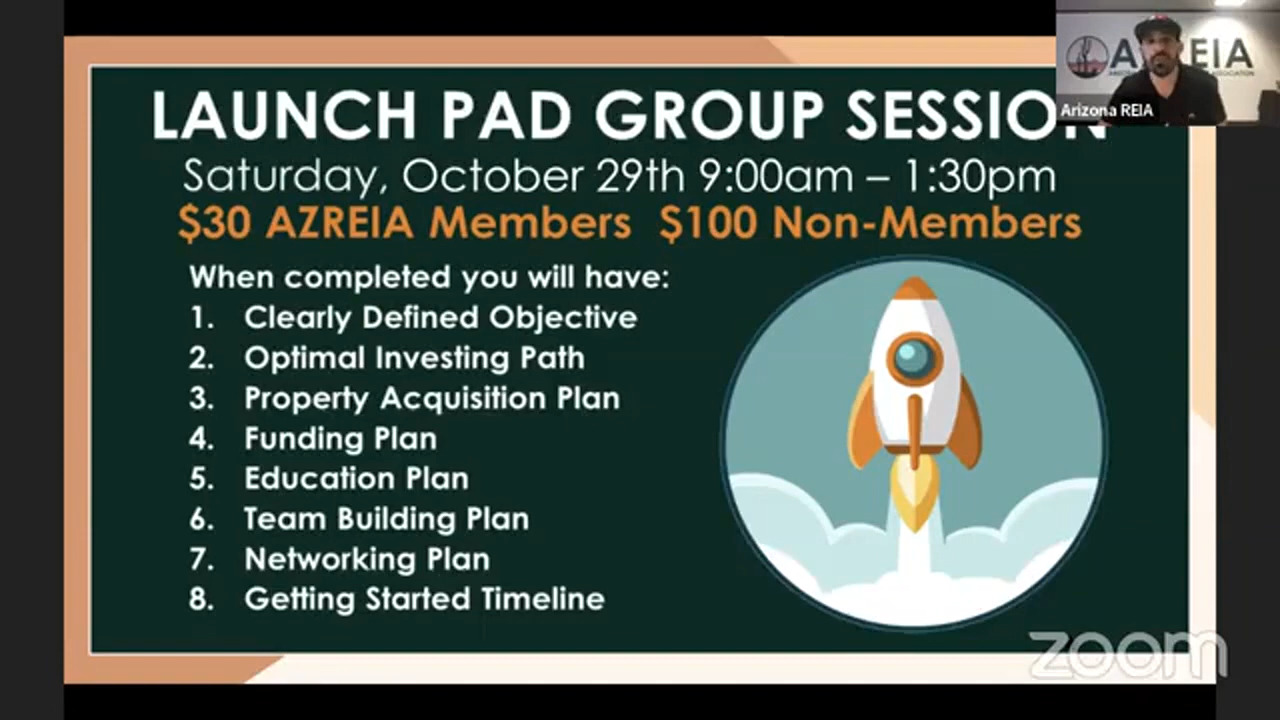 LAUNCH PAD GROUP SESSION
Saturday, October 29th 9:00am – 1:30pm
$30 AZREIA Members $100 Non-Members
When completed you will have:
1. Clearly Defined Objective
2. Optimal Investing Path
3. Property Acquisition Plan
4. Funding Plan
5. Education Plan
6. Team Building Plan
7. Networking Plan
8. Getting Started Timeline
Arizona REIA
zoom